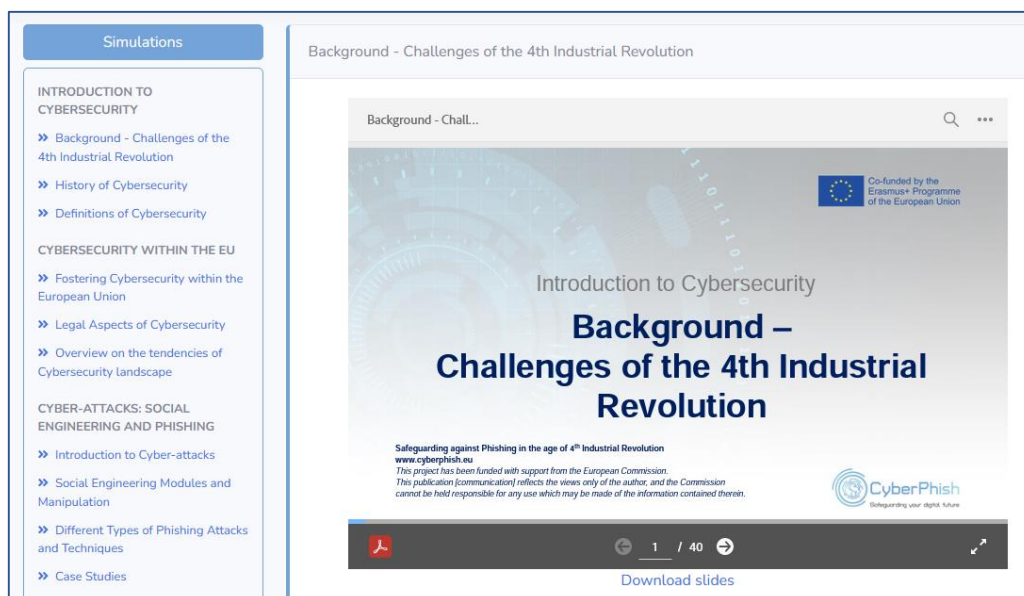 Simulations
INTRODUCTION TO
CYBERSECURITY
» Background - Challenges of the
4th Industrial Revolution
» History of Cybersecurity
» Definitions of Cybersecurity
CYBERSECURITY WITHIN THE EU
» Fostering Cybersecurity within the
European Union
» Legal Aspects of Cybersecurity
» Overview on the tendencies of
Cybersecurity landscape
CYBER-ATTACKS: SOCIAL
ENGINEERING AND PHISHING
» Introduction to Cyber-attacks
» Social Engineering Modules and
Manipulation
» Different Types of Phishing Attacks
and Techniques
» Case Studies
Background - Challenges of the 4th Industrial Revolution
Background - Chall...
Co-funded by the
Erasmus+ Programme
of the European Union
Introduction to Cybersecurity
Background –
Challenges of the 4th Industrial
Revolution
Safeguarding against Phishing in the age of 4th Industrial Revolution
www.cyberphish.eu
This project has been funded with support from the European Commission.
This publication [communication] reflects the views only of the author, and the Commission
cannot be held responsible for any use which may be made of the information contained therein.
CyberPhish
Safeguarding your digital future
1 / 40
Download slides